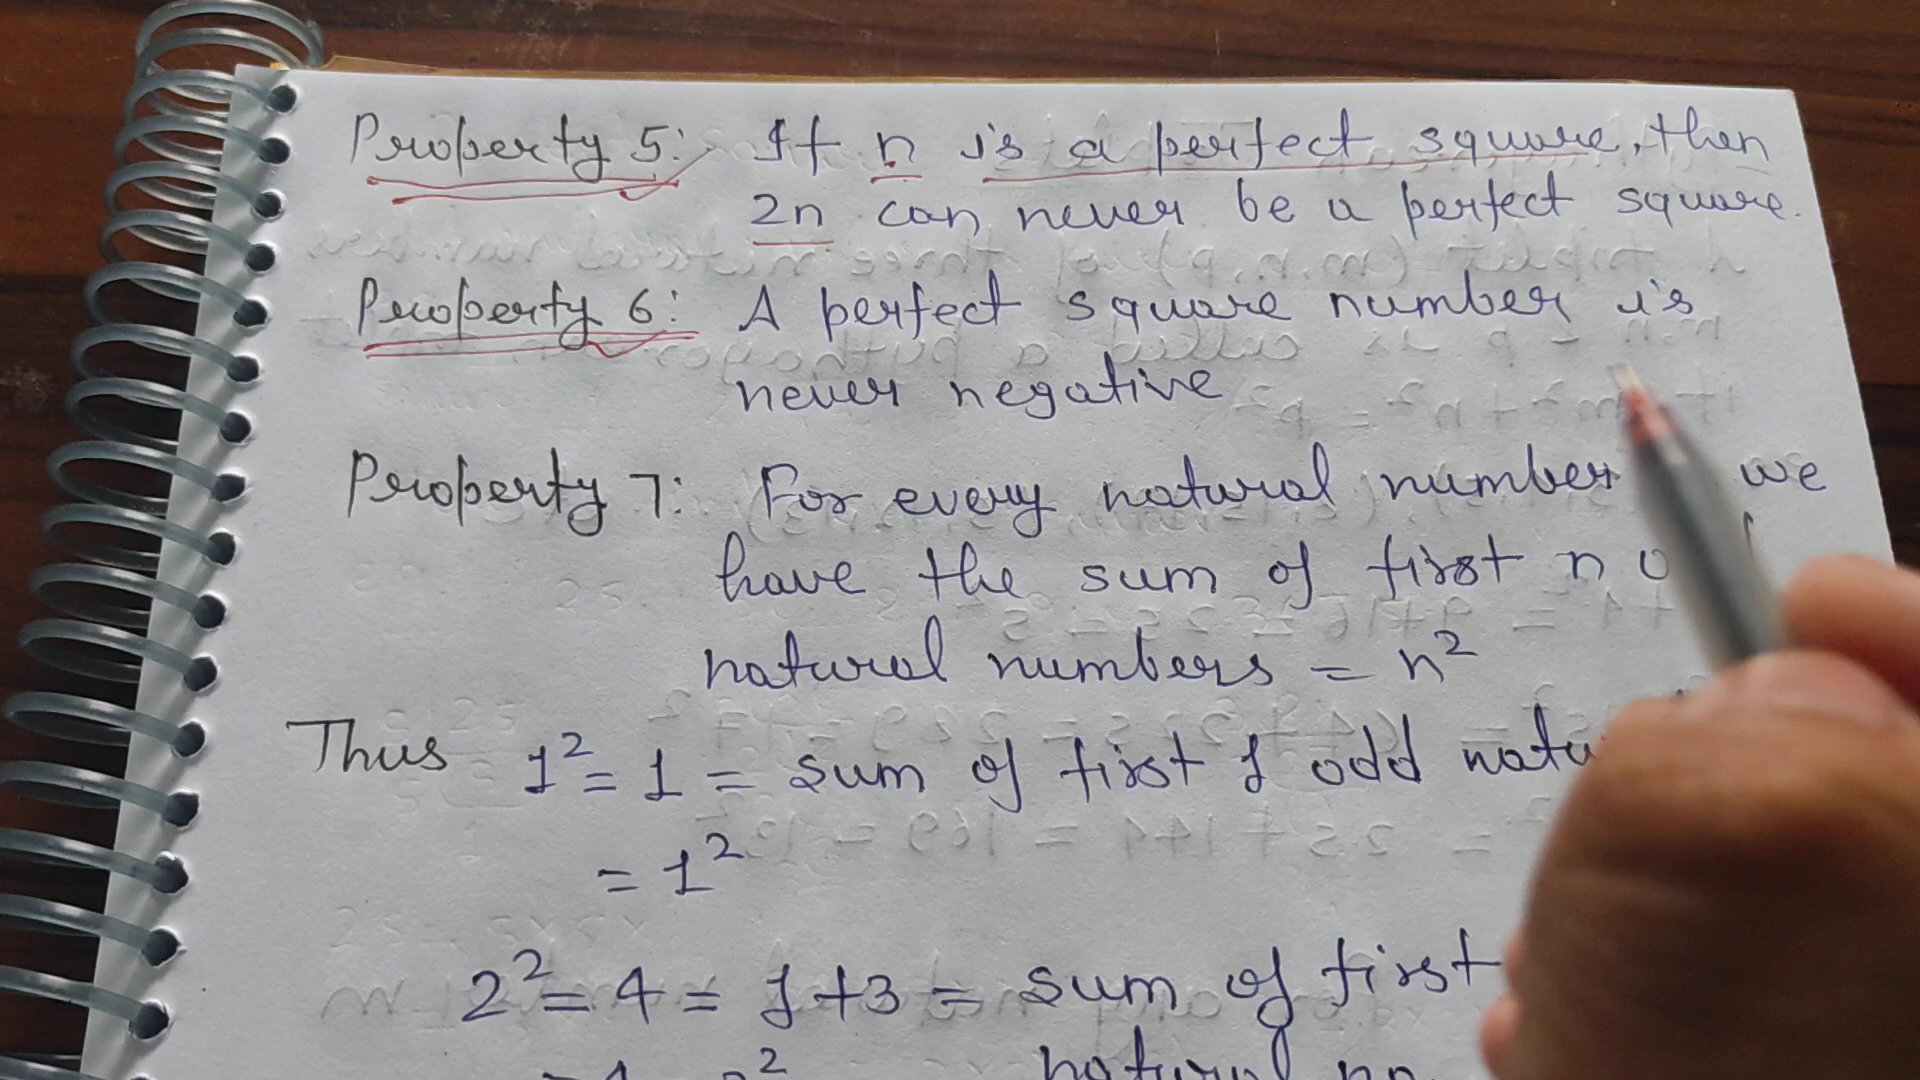 Property 5: If n is a perfect square, then
2n can never be a perfect square.
Property 6: A perfect square number is
never negative
Property 7: For every natural number we
have the sum of first n
natural numbers = n²
Thus 1² = 1 = sum of first 1 odd
= 1²
2² = 4 = 1 + 3 = sum of first
natural no.